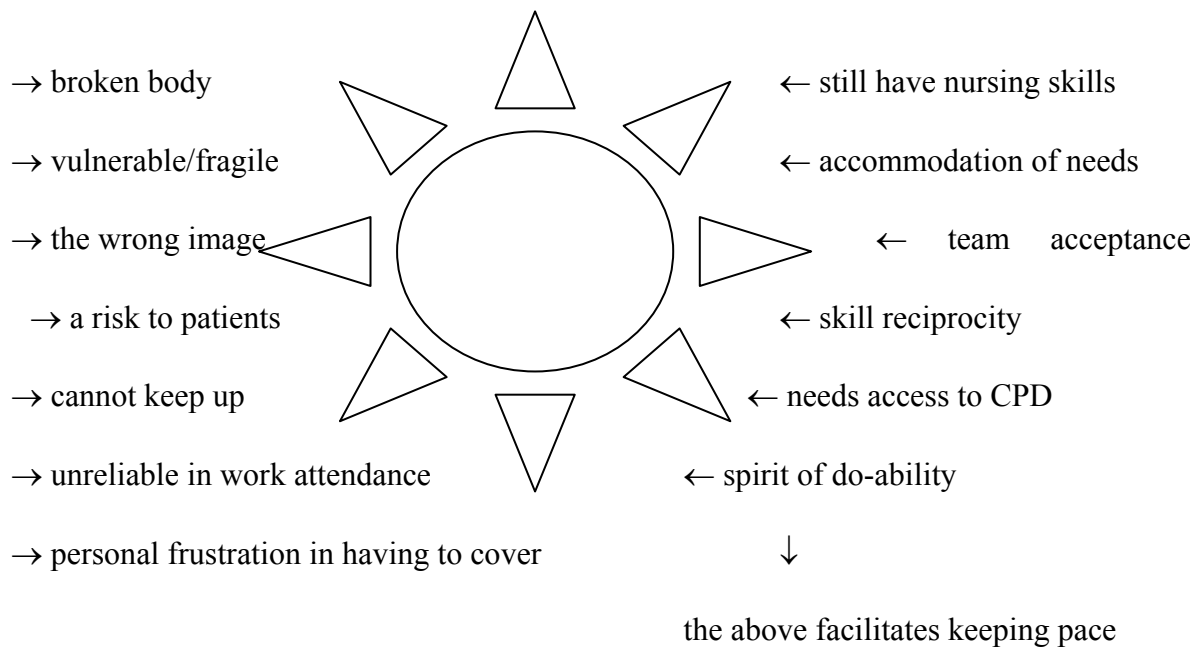 → broken body
← still have nursing skills
→ vulnerable/fragile
← accommodation of needs
→ the wrong image
← team acceptance
→ a risk to patients
← skill reciprocity
→ cannot keep up
← needs access to CPD
→ unreliable in work attendance
← spirit of do-ability
→ personal frustration in having to cover
↓
the above facilitates keeping pace